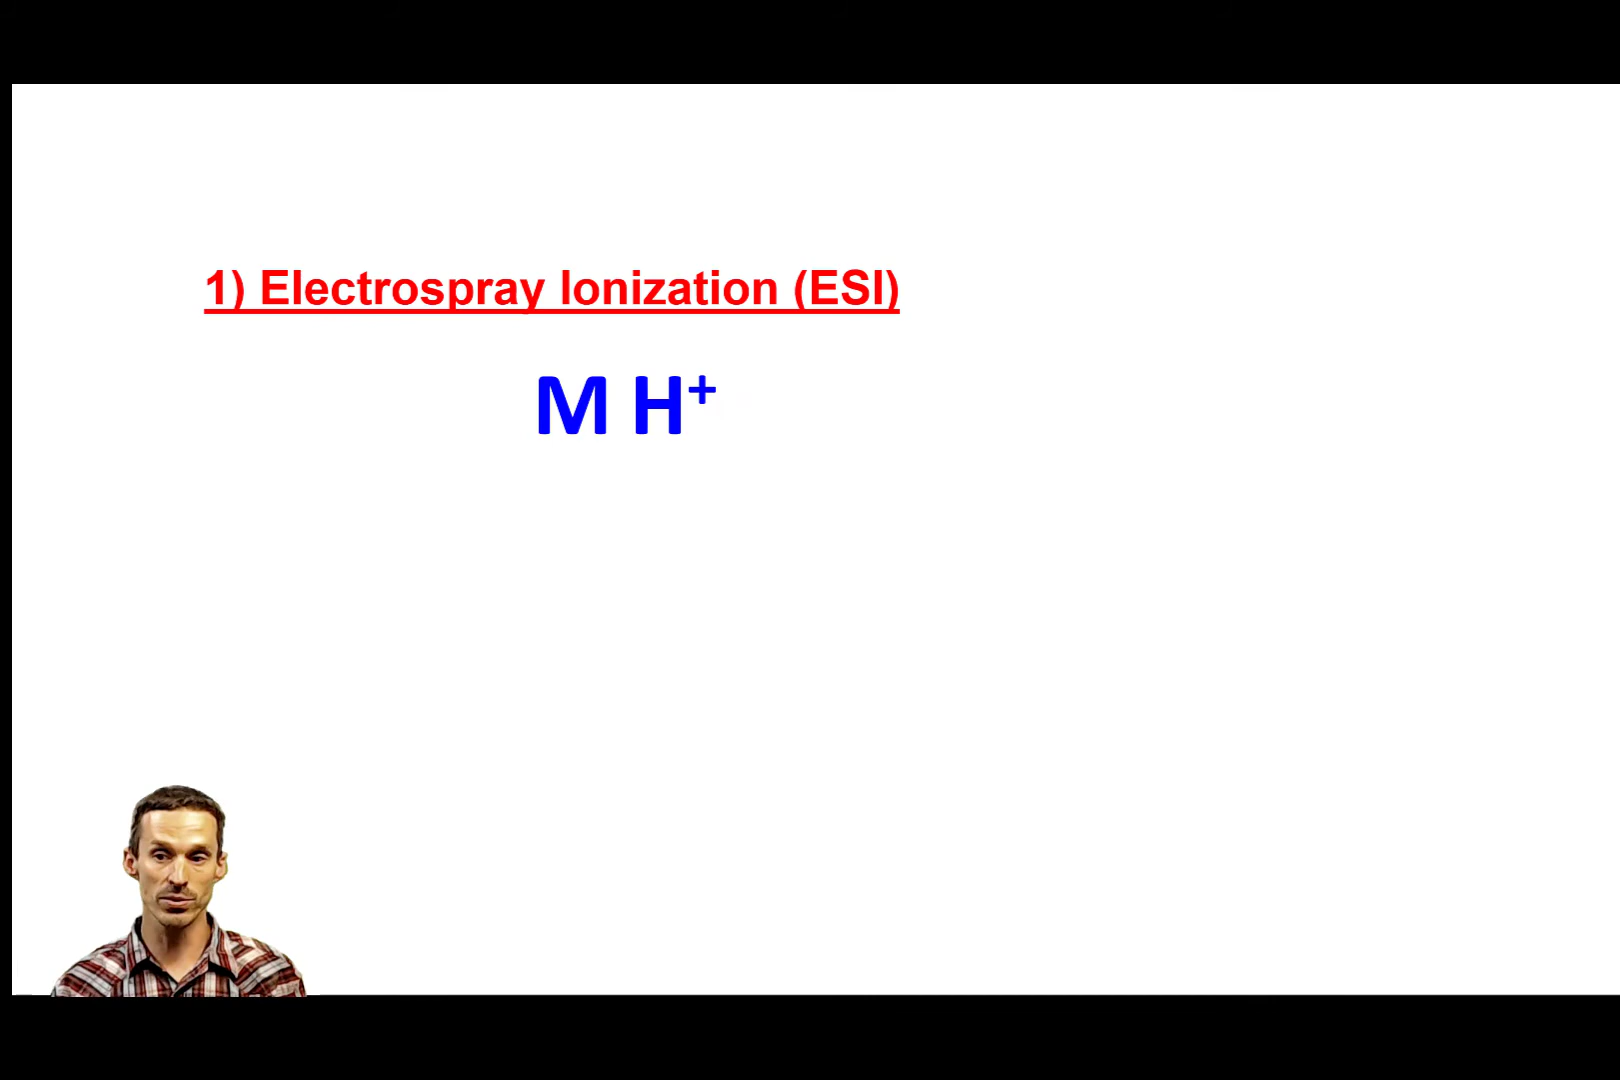 1) Electrospray Ionization (ESI)
M H⁺